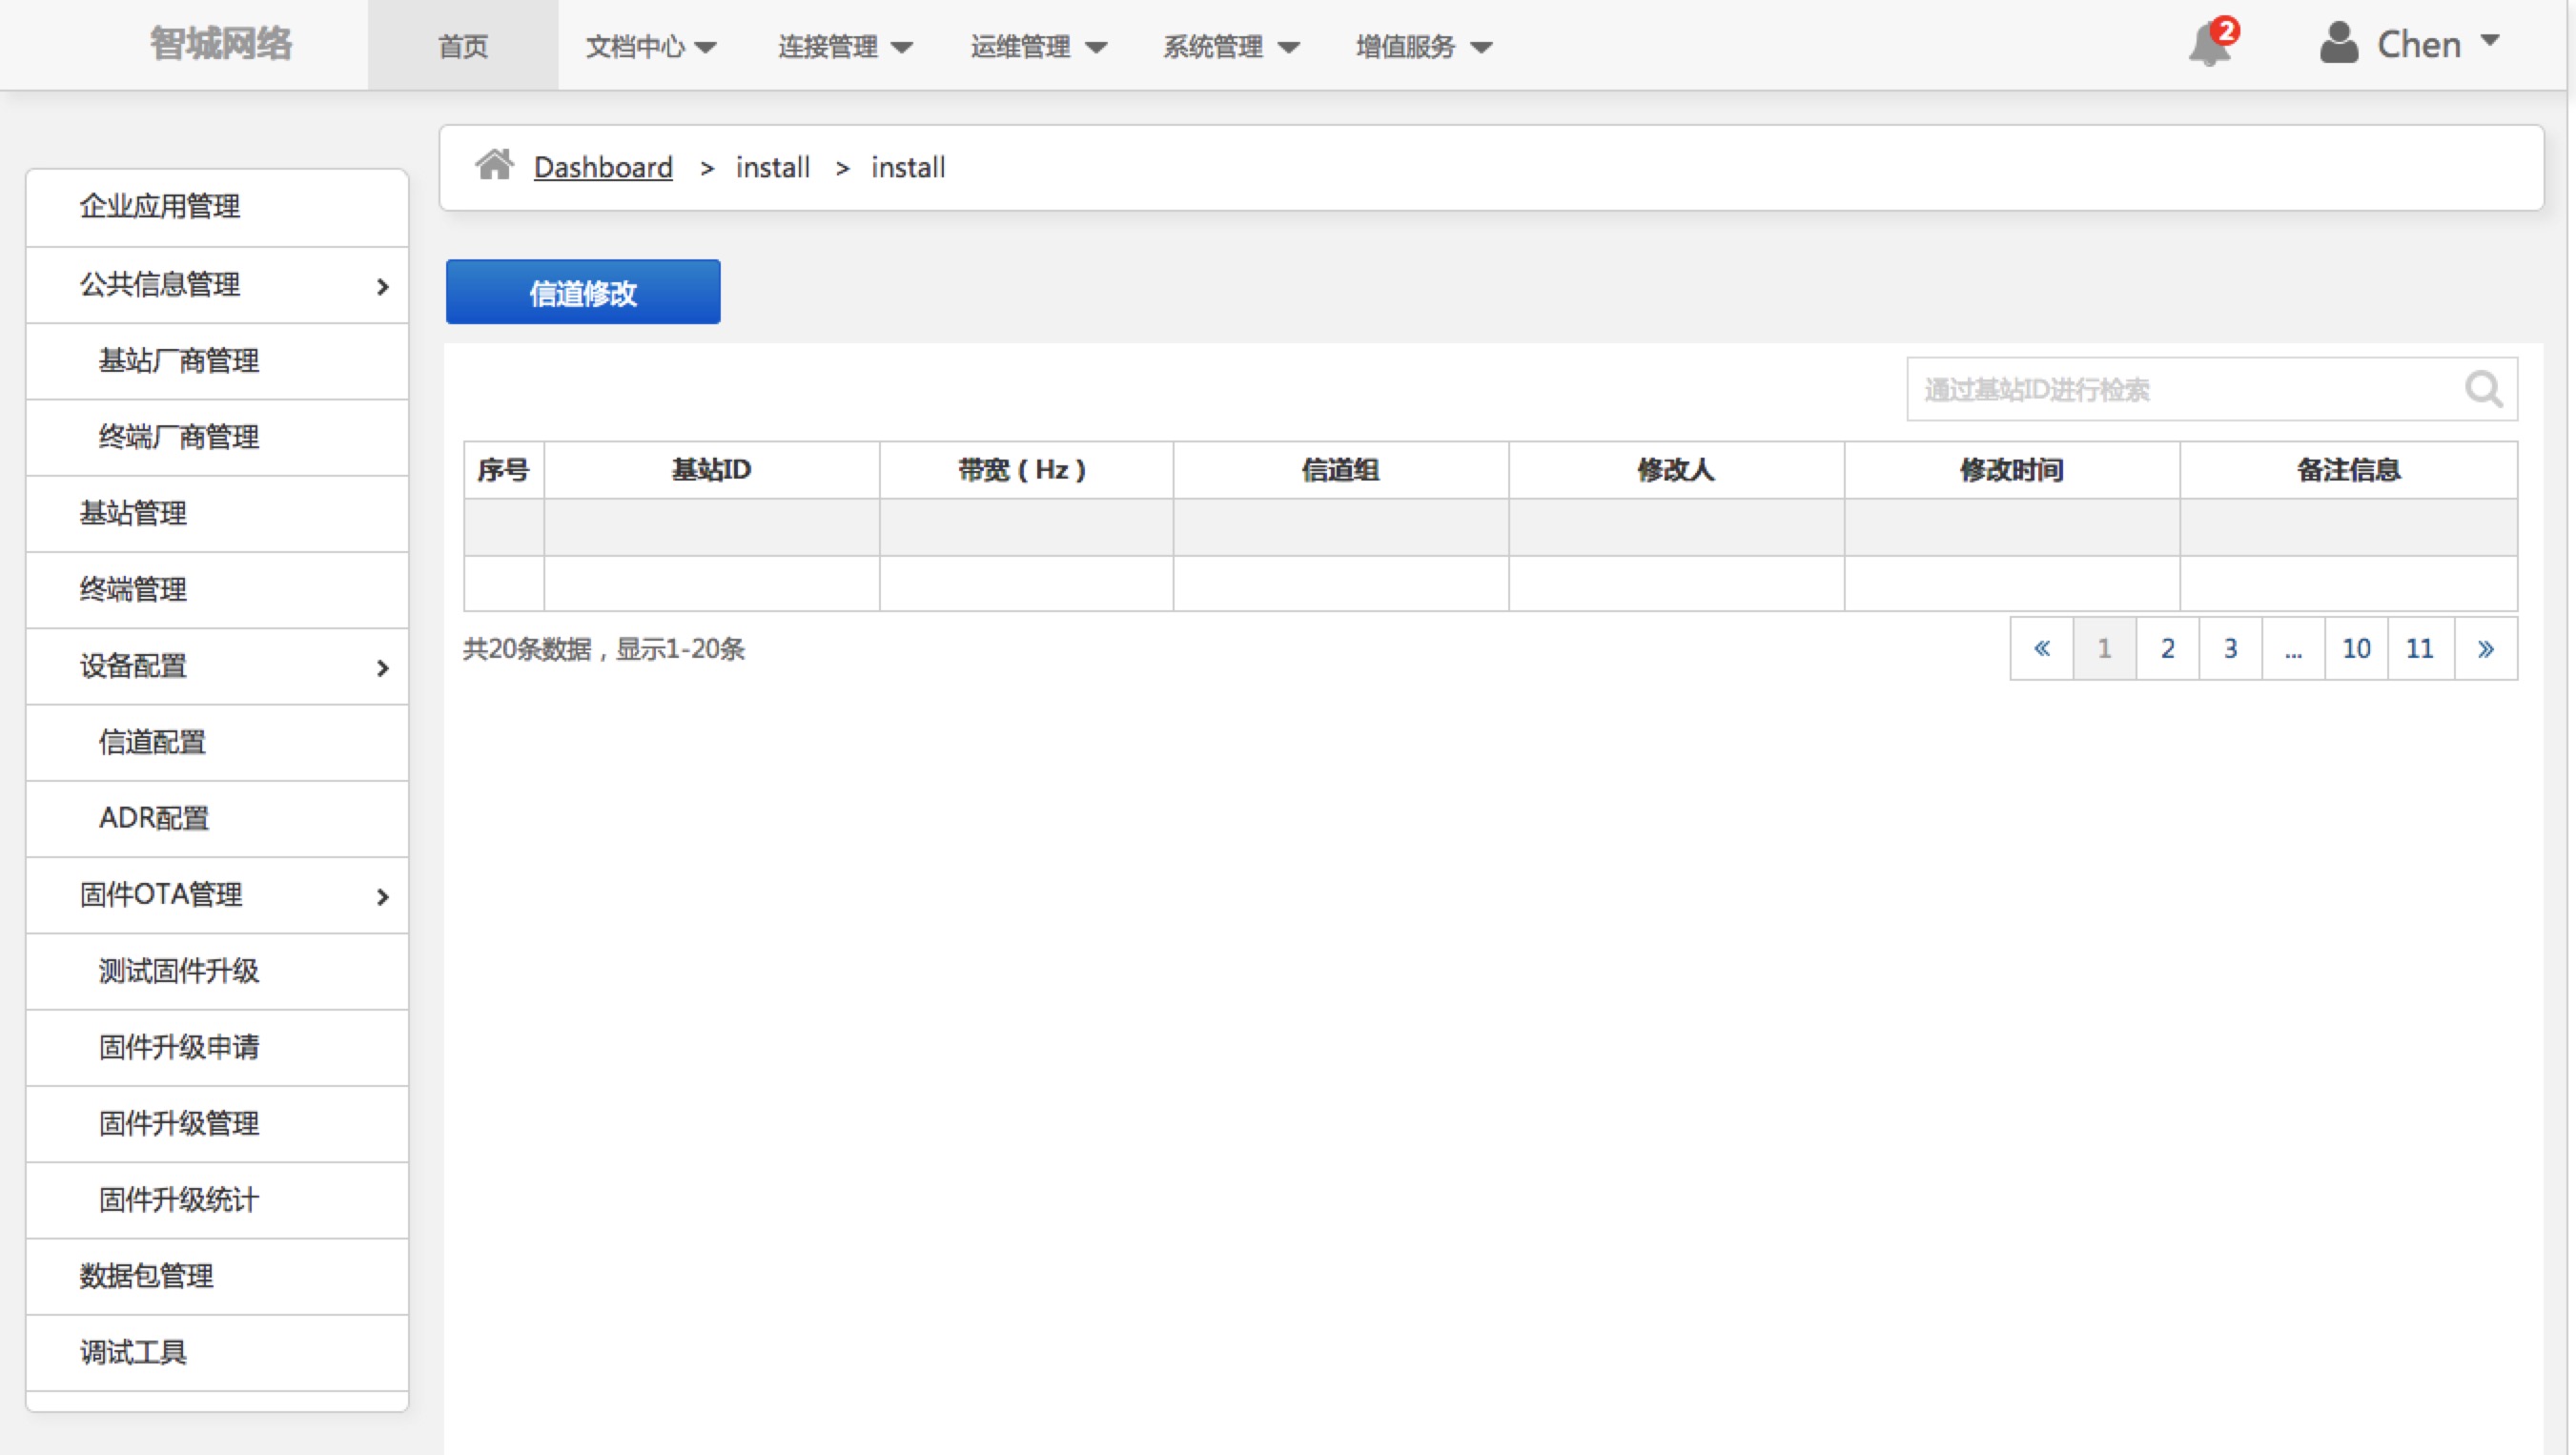 智城网络 首页 文档中心 连接管理 运维管理 系统管理 增值服务 2 Chen
Dashboard > install > install
企业应用管理
公共信息管理
基站厂商管理
终端厂商管理
基站管理
终端管理
设备配置
信道配置
ADR配置
固件OTA管理
测试固件升级
固件升级申请
固件升级管理
固件升级统计
数据包管理
调试工具
信道修改
通过基站ID进行检索
序号 基站ID 带宽（Hz） 信道组 修改人 修改时间 备注信息
共20条数据，显示1-20条 « 1 2 3 ... 10 11 »